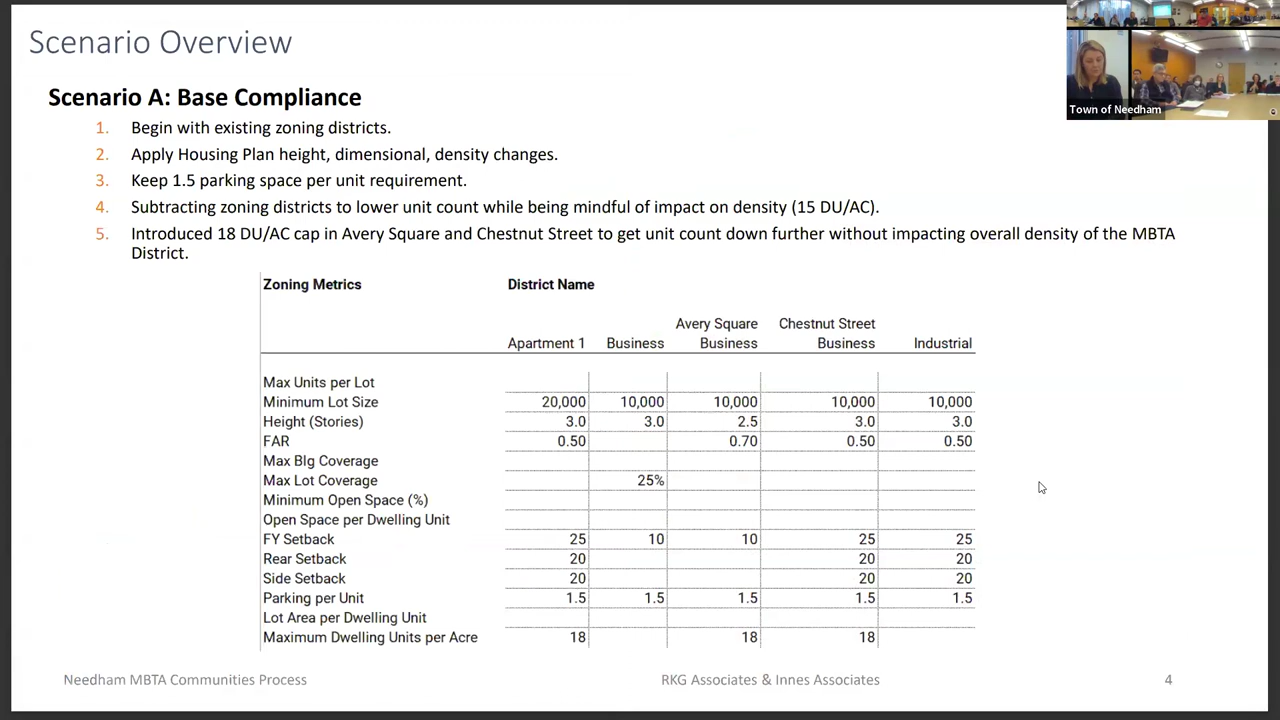 Scenario Overview
Town of Needham
Scenario A: Base Compliance
1. Begin with existing zoning districts.
2. Apply Housing Plan height, dimensional, density changes.
3. Keep 1.5 parking space per unit requirement.
4. Subtracting zoning districts to lower unit count while being mindful of impact on density (15 DU/AC).
5. Introduced 18 DU/AC cap in Avery Square and Chestnut Street to get unit count down further without impacting overall density of the MBTA
District.
Zoning Metrics District Name
Avery Square Chestnut Street
Apartment 1 Business Business Business Industrial
Max Units per Lot
Minimum Lot Size 20,000 10,000 10,000 10,000 10,000
Height (Stories) 3.0 3.0 2.5 3.0 3.0
FAR 0.50 0.70 0.50 0.50
Max Blg Coverage
Max Lot Coverage 25%
Minimum Open Space (%)
Open Space per Dwelling Unit
FY Setback 25 10 10 25 25
Rear Setback 20 20 20
Side Setback 20 20 20
Parking per Unit 1.5 1.5 1.5 1.5 1.5
Lot Area per Dwelling Unit
Maximum Dwelling Units per Acre 18 18 18
Needham MBTA Communities Process RKG Associates & Innes Associates 4